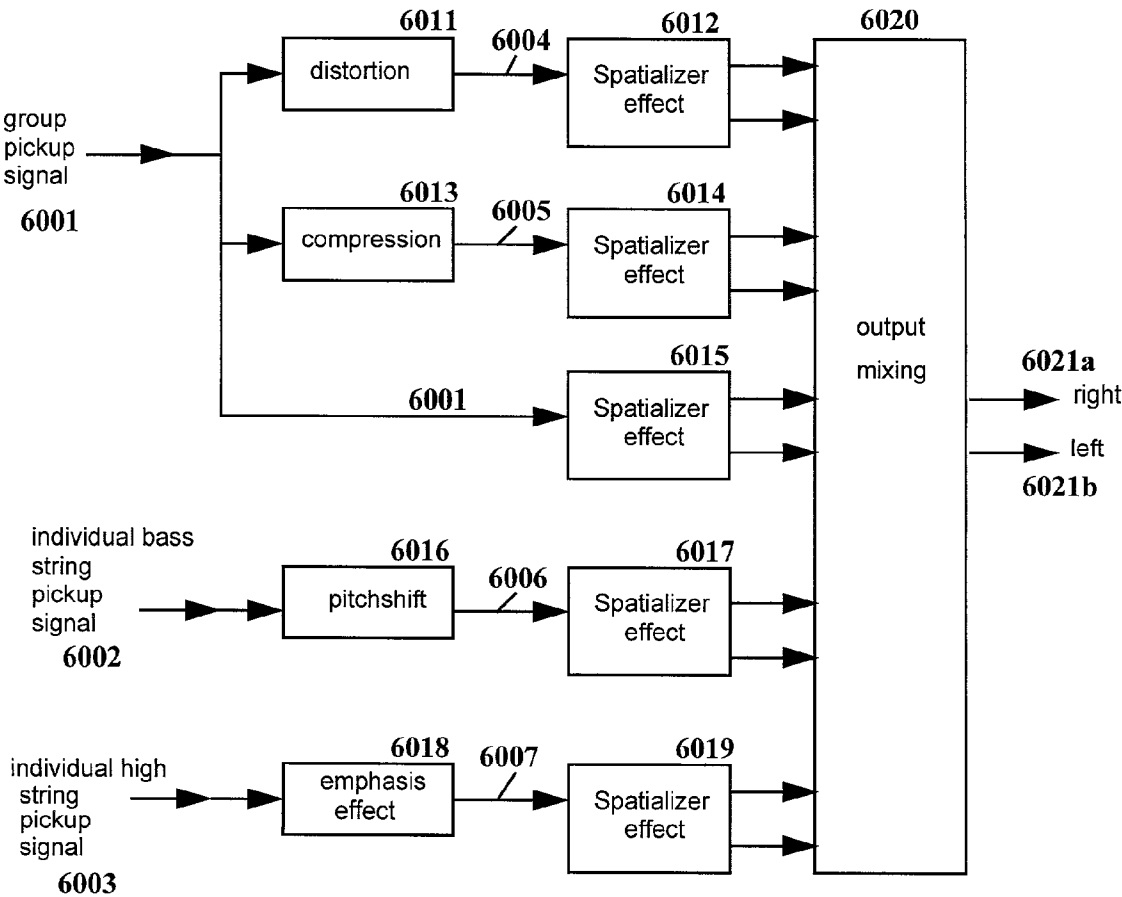 6011
distortion
6004
6012
Spatializer
effect
6020
group
pickup
signal
6001
6013
compression
6005
6014
Spatializer
effect
output
mixing
6001
6015
Spatializer
effect
6021a
right
left
6021b
individual bass
string
pickup
signal
6002
6016
pitchshift
6006
6017
Spatializer
effect
individual high
string
pickup
signal
6003
6018
emphasis
effect
6007
6019
Spatializer
effect